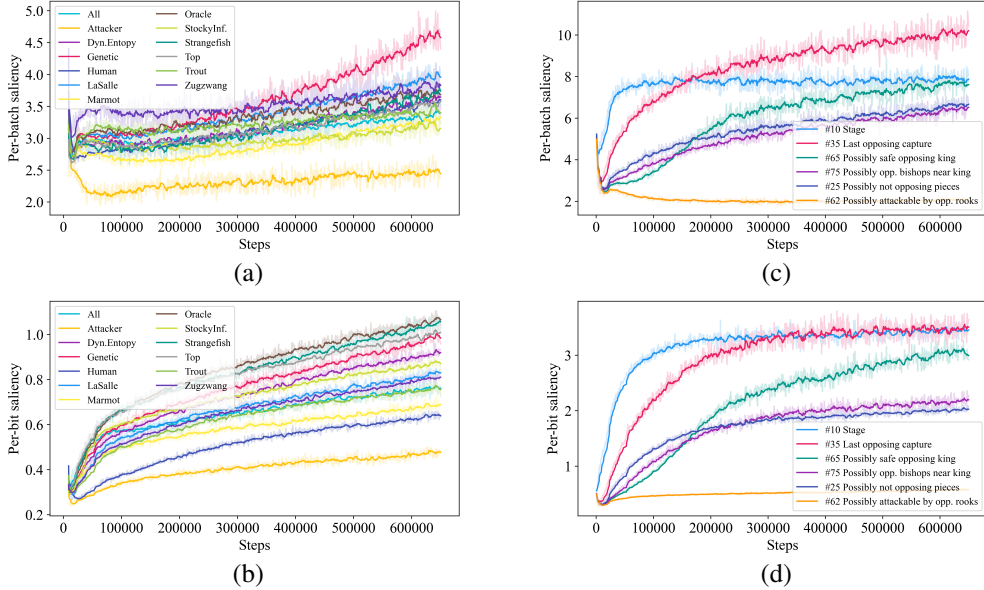 5.0
4.5
4.0
3.5
3.0
2.5
2.0
Per-batch saliency
All
Attacker
Dyn.Entopy
Genetic
Human
LaSalle
Marmot
Oracle
StockyInf.
Strangefish
Top
Trout
Zugzwang
0 100000 200000 300000 400000 500000 600000
Steps
(a)
10
8
6
4
2
Per-batch saliency
#10 Stage
#35 Last opposing capture
#65 Possibly safe opposing king
#75 Possibly opp. bishops near king
#25 Possibly not opposing pieces
#62 Possibly attackable by opp. rooks
0 100000 200000 300000 400000 500000 600000
Steps
(c)
1.0
0.8
0.6
0.4
0.2
Per-bit saliency
All
Attacker
Dyn.Entopy
Genetic
Human
LaSalle
Marmot
Oracle
StockyInf.
Strangefish
Top
Trout
Zugzwang
0 100000 200000 300000 400000 500000 600000
Steps
(b)
3
2
1
Per-bit saliency
#10 Stage
#35 Last opposing capture
#65 Possibly safe opposing king
#75 Possibly opp. bishops near king
#25 Possibly not opposing pieces
#62 Possibly attackable by opp. rooks
0 100000 200000 300000 400000 500000 600000
Steps
(d)